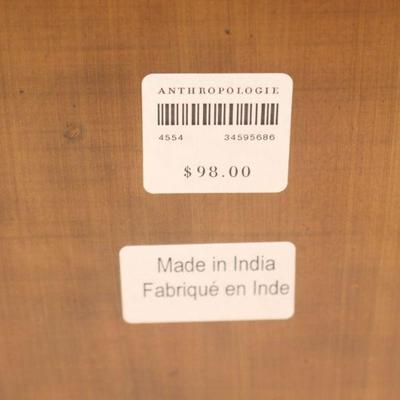 ANTHROPOLOGIE
4554 34595686
$98.00
Made in India
Fabriqué en Inde